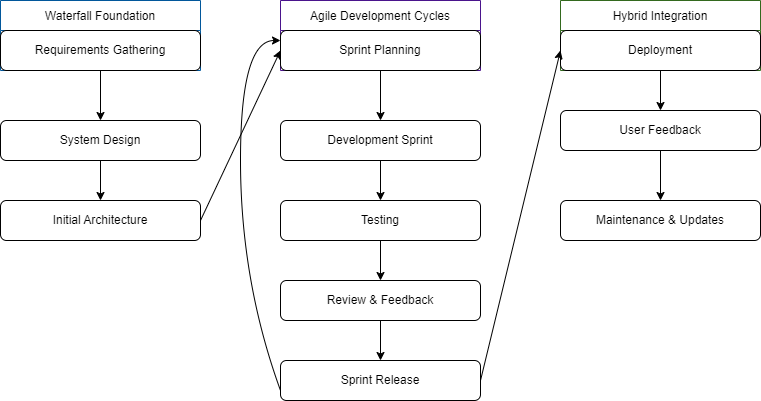 Waterfall Foundation
Requirements Gathering
System Design
Initial Architecture
Agile Development Cycles
Sprint Planning
Development Sprint
Testing
Review & Feedback
Sprint Release
Hybrid Integration
Deployment
User Feedback
Maintenance & Updates